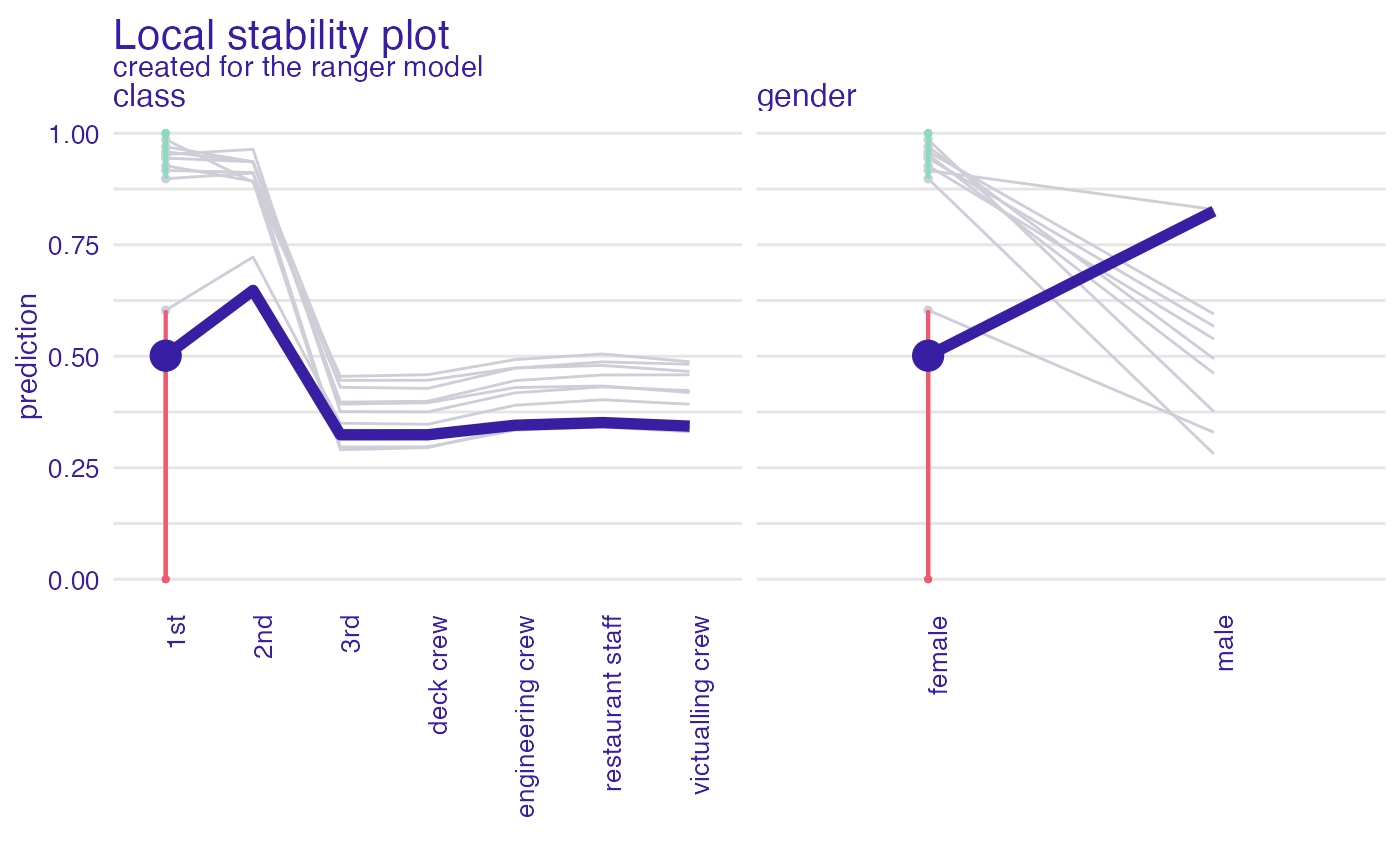 Local stability plot
created for the ranger model
class
gender
1.00
0.75
0.50
0.25
0.00
prediction
1st
2nd
3rd
deck crew
engineering crew
restaurant staff
victualling crew
female
male